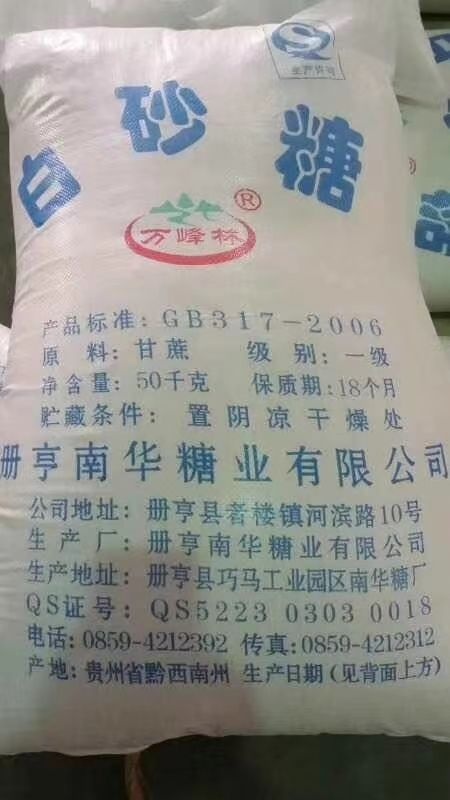 生产许可
白砂糖
万峰林®
产品标准: GB317-2006
原 料: 甘蔗 级 别: 一级
净含量: 50千克 保质期: 18个月
贮藏条件: 置阴凉干燥处
册亨南华糖业有限公司
公司地址: 册亨县者楼镇河滨路10号
生 产 厂: 册亨南华糖业有限公司
生产地址: 册亨县巧马工业园区南华糖厂
QS证号: QS5223 0303 0018
电话: 0859-4212392 传真: 0859-4212312
产地: 贵州省黔西南州 生产日期 (见背面上方)